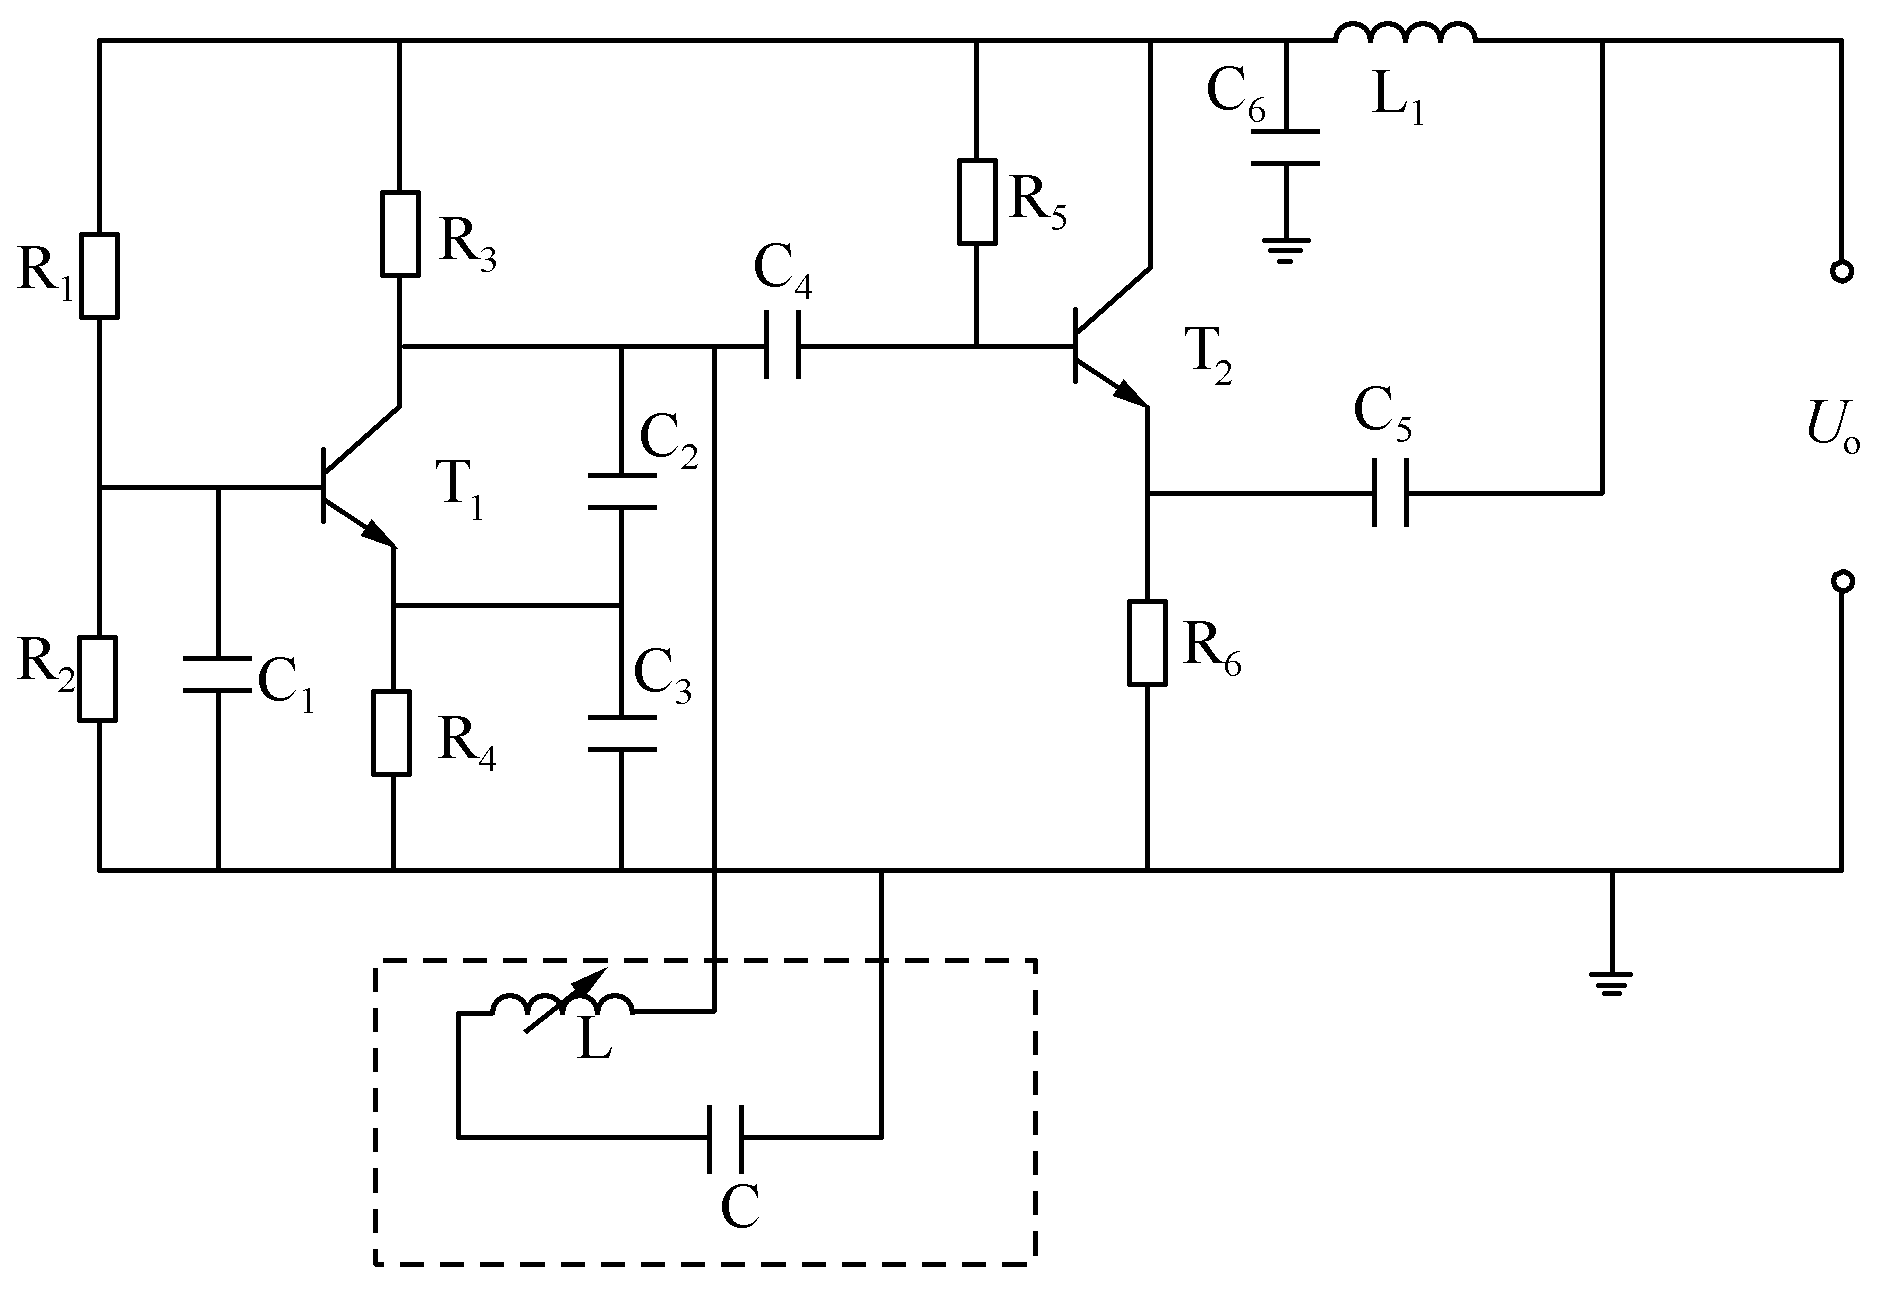 C₆
L₁
R₅
R₃
R₁
C₄
T₂
C₅
Uₒ
C₂
T₁
R₂
C₁
R₆
C₃
R₄
L
C